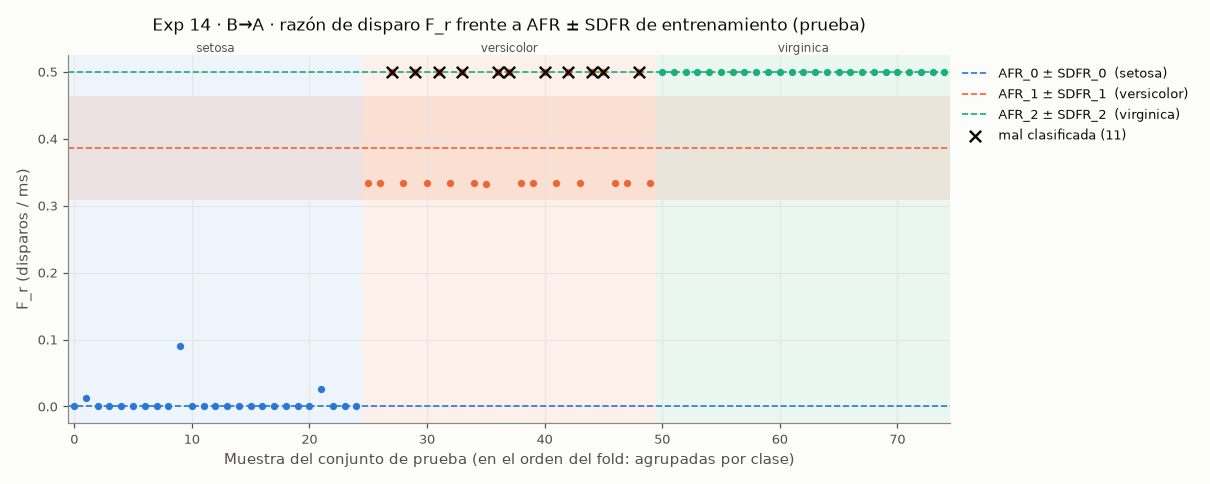 Exp 14 · B→A · razón de disparo F_r frente a AFR ± SDFR de entrenamiento (prueba)
setosa
versicolor
virginica
0.5
0.4
0.3
0.2
0.1
0.0
F_r (disparos / ms)
0
10
20
30
40
50
60
70
Muestra del conjunto de prueba (en el orden del fold: agrupadas por clase)
AFR_0 ± SDFR_0 (setosa)
AFR_1 ± SDFR_1 (versicolor)
AFR_2 ± SDFR_2 (virginica)
mal clasificada (11)